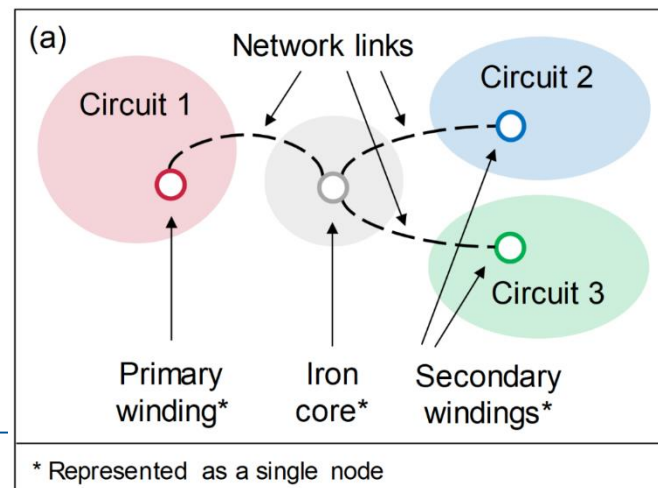 (a)
Network links
Circuit 1
Circuit 2
Circuit 3
Primary
winding*
Iron
core*
Secondary
windings*
* Represented as a single node